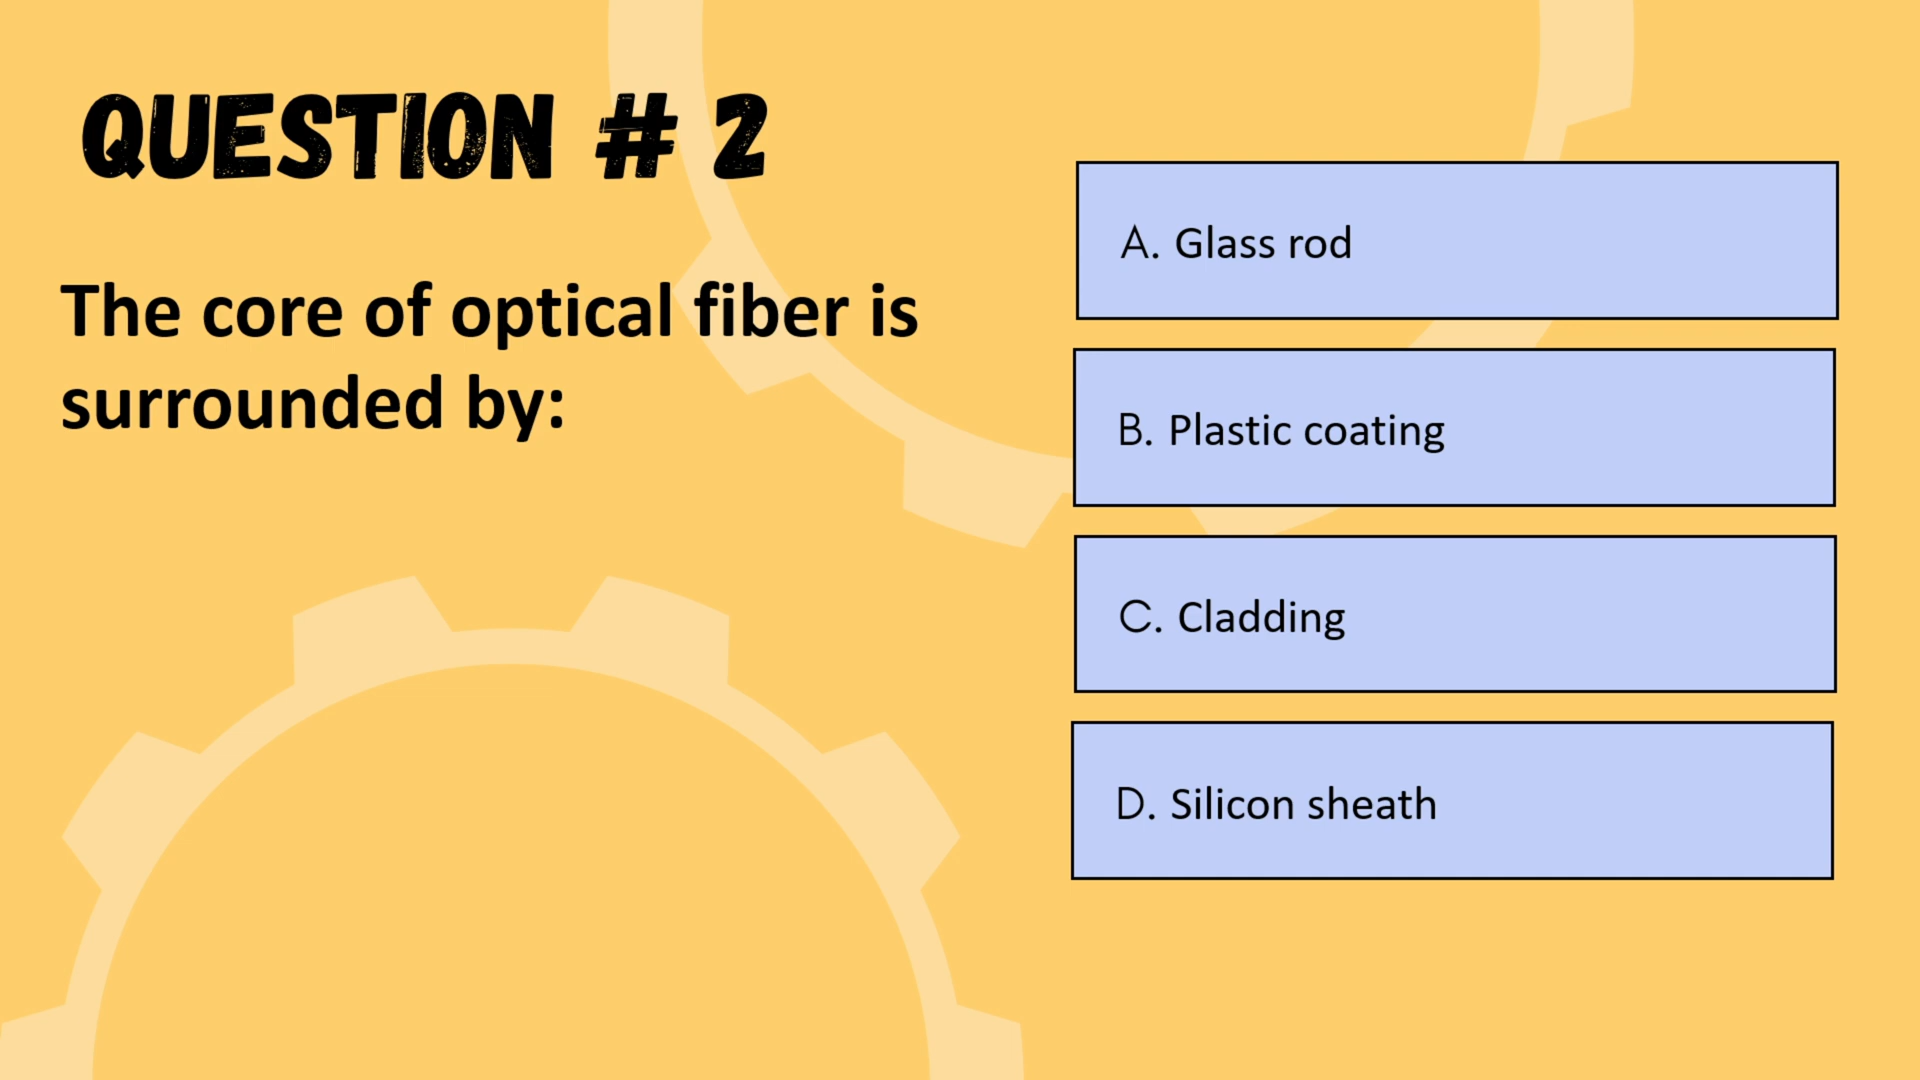 QUESTION # 2
The core of optical fiber is
surrounded by:
A. Glass rod
B. Plastic coating
C. Cladding
D. Silicon sheath